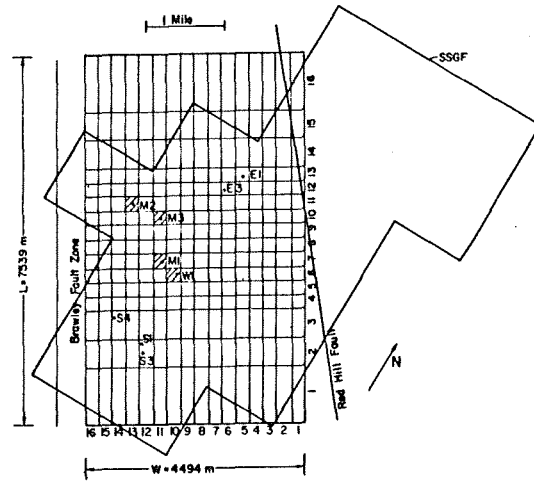 1 Mile
SSGF
16
15
14
13
E1
12
E3
11
M2
10
M3
9
8
7
M1
6
W1
5
4
S4
3
S1
2
S3
1
Brawley Fault Zone
L = 7539 m
Red Hill Fault
N
16 15 14 13 12 11 10 9 8 7 6 5 4 3 2 1
W = 4494 m